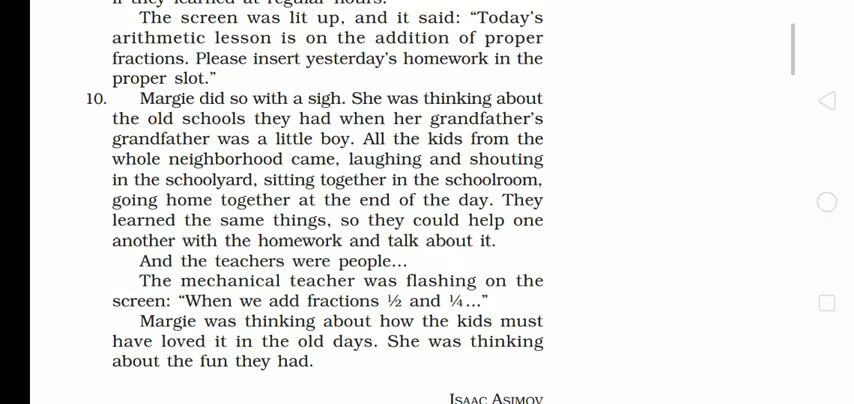 if they learned at regular hours.
The screen was lit up, and it said: “Today’s
arithmetic lesson is on the addition of proper
fractions. Please insert yesterday’s homework in the
proper slot.”
10. Margie did so with a sigh. She was thinking about
the old schools they had when her grandfather’s
grandfather was a little boy. All the kids from the
whole neighborhood came, laughing and shouting
in the schoolyard, sitting together in the schoolroom,
going home together at the end of the day. They
learned the same things, so they could help one
another with the homework and talk about it.
And the teachers were people...
The mechanical teacher was flashing on the
screen: “When we add fractions ½ and ¼...”
Margie was thinking about how the kids must
have loved it in the old days. She was thinking
about the fun they had.
ISAAC ASIMOV